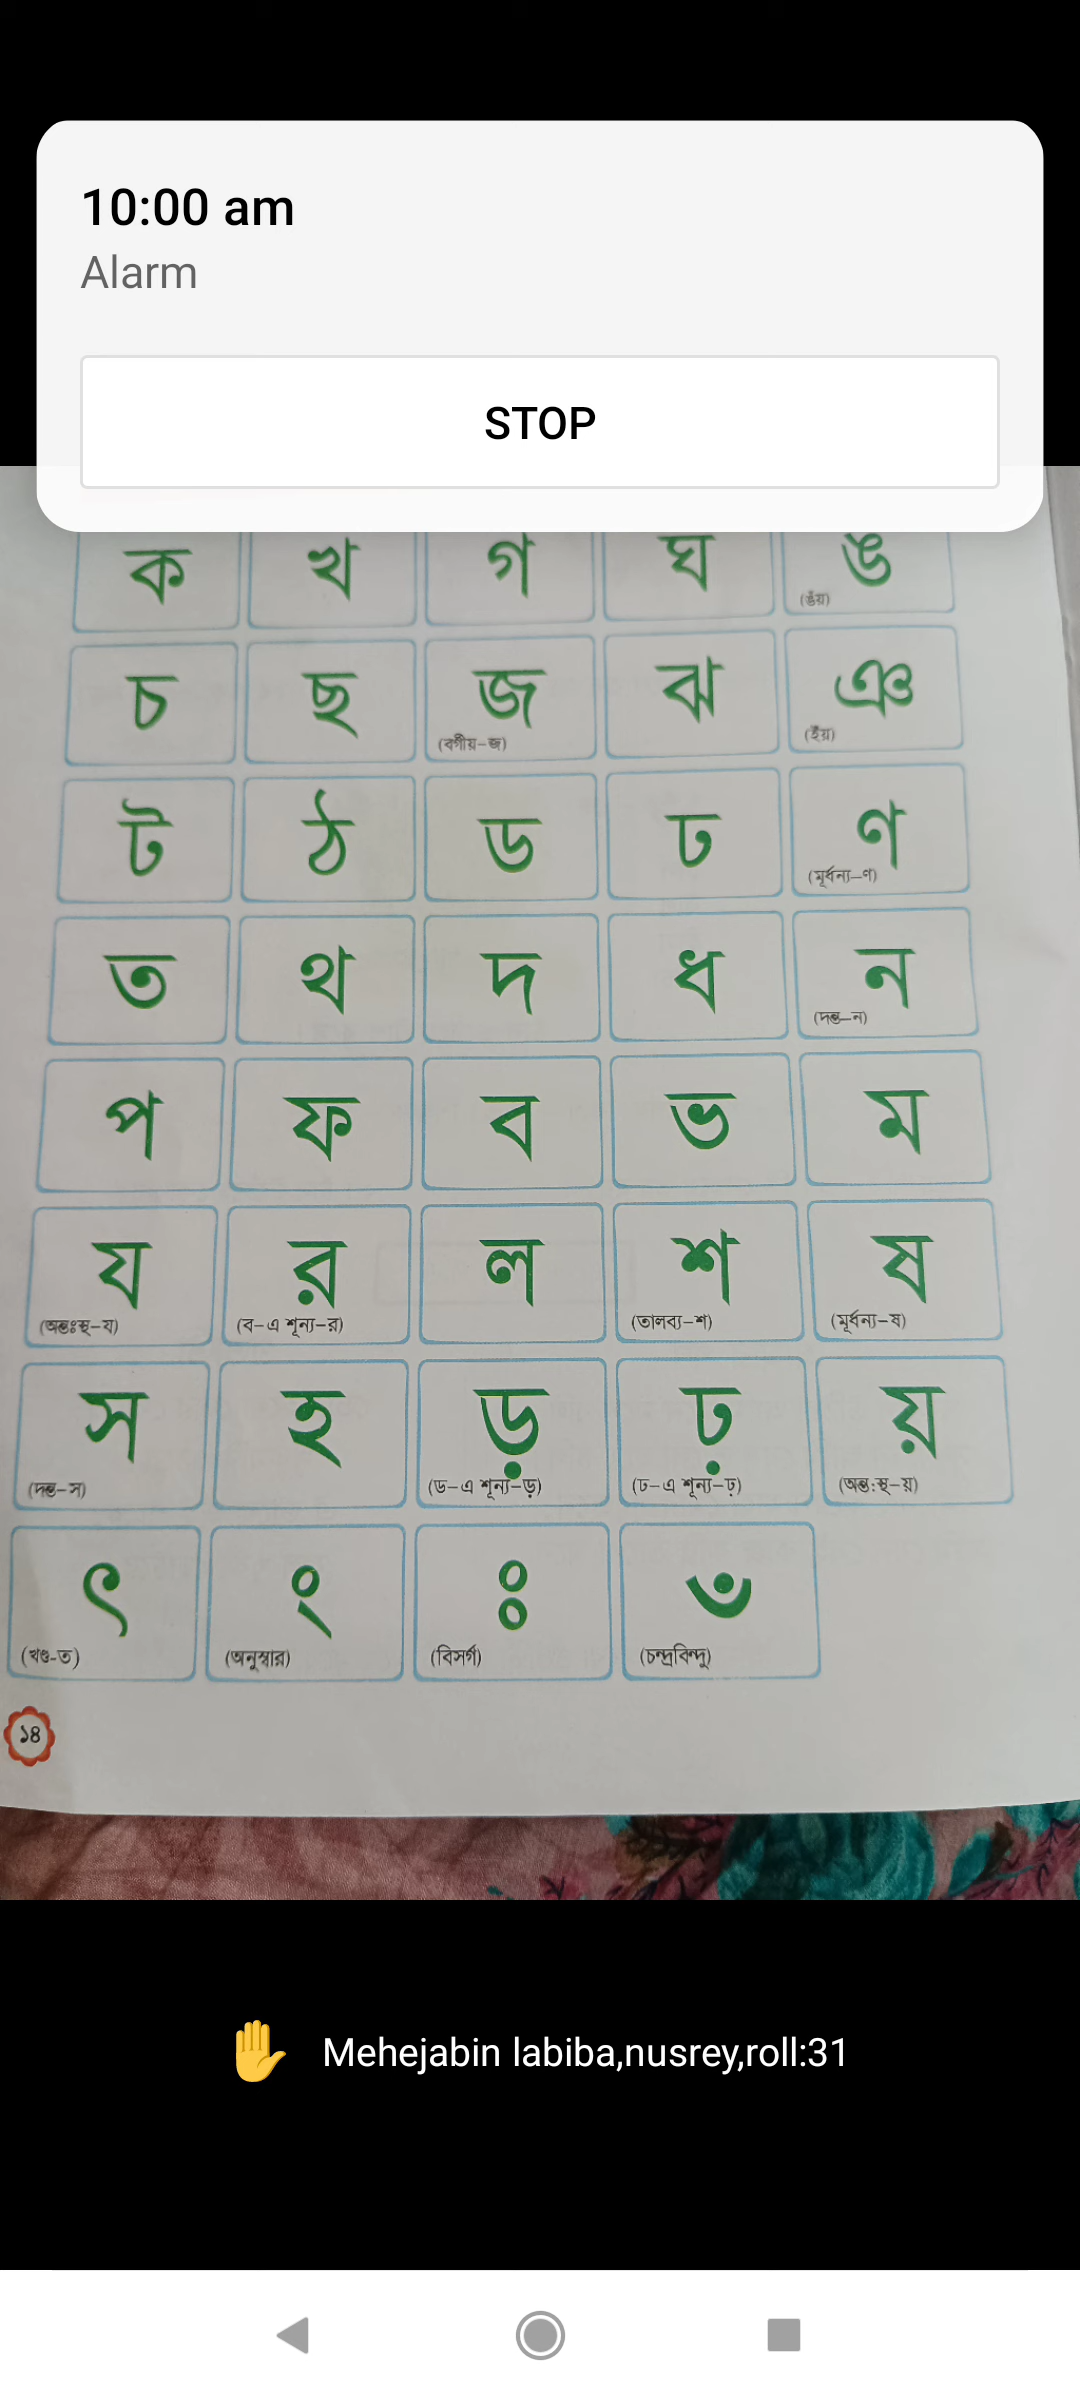 10:00 am
Alarm
STOP
ক খ গ ঘ ঙ
(ঙঁয়)
চ ছ জ ঝ ঞ
(বর্গীয়-জ) (ইঁয়)
ট ঠ ড ঢ ণ
(মূর্ধন্য-ণ)
ত থ দ ধ ন
(দন্ত-ন)
প ফ ব ভ ম
য র ল শ ষ
(অন্তঃস্থ-য) (ব-এ শূন্য-র) (তালব্য-শ) (মূর্ধন্য-ষ)
স হ ড় ঢ় য়
(দন্ত-স) (ড-এ শূন্য-ড়) (ঢ-এ শূন্য-ঢ়) (অন্ত:স্থ-য়)
ৎ ং ঃ ঁ
(খণ্ড-ত) (অনুস্বার) (বিসর্গ) (চন্দ্রবিন্দু)
১৪
✋ Mehejabin labiba,nusrey,roll:31